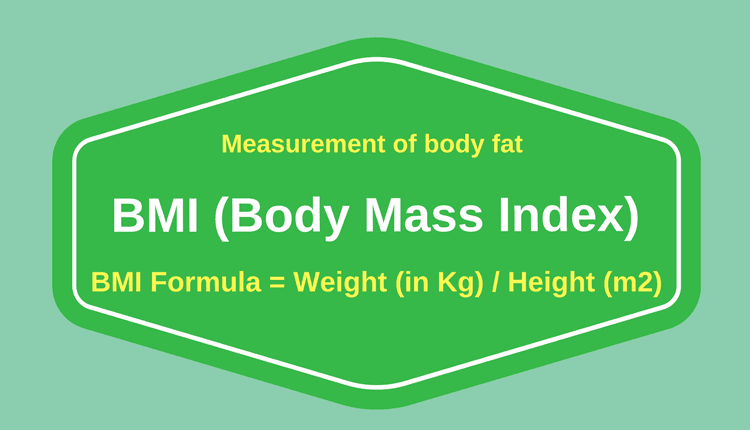 Measurement of body fat
BMI (Body Mass Index)
BMI Formula = Weight (in Kg) / Height (m2)